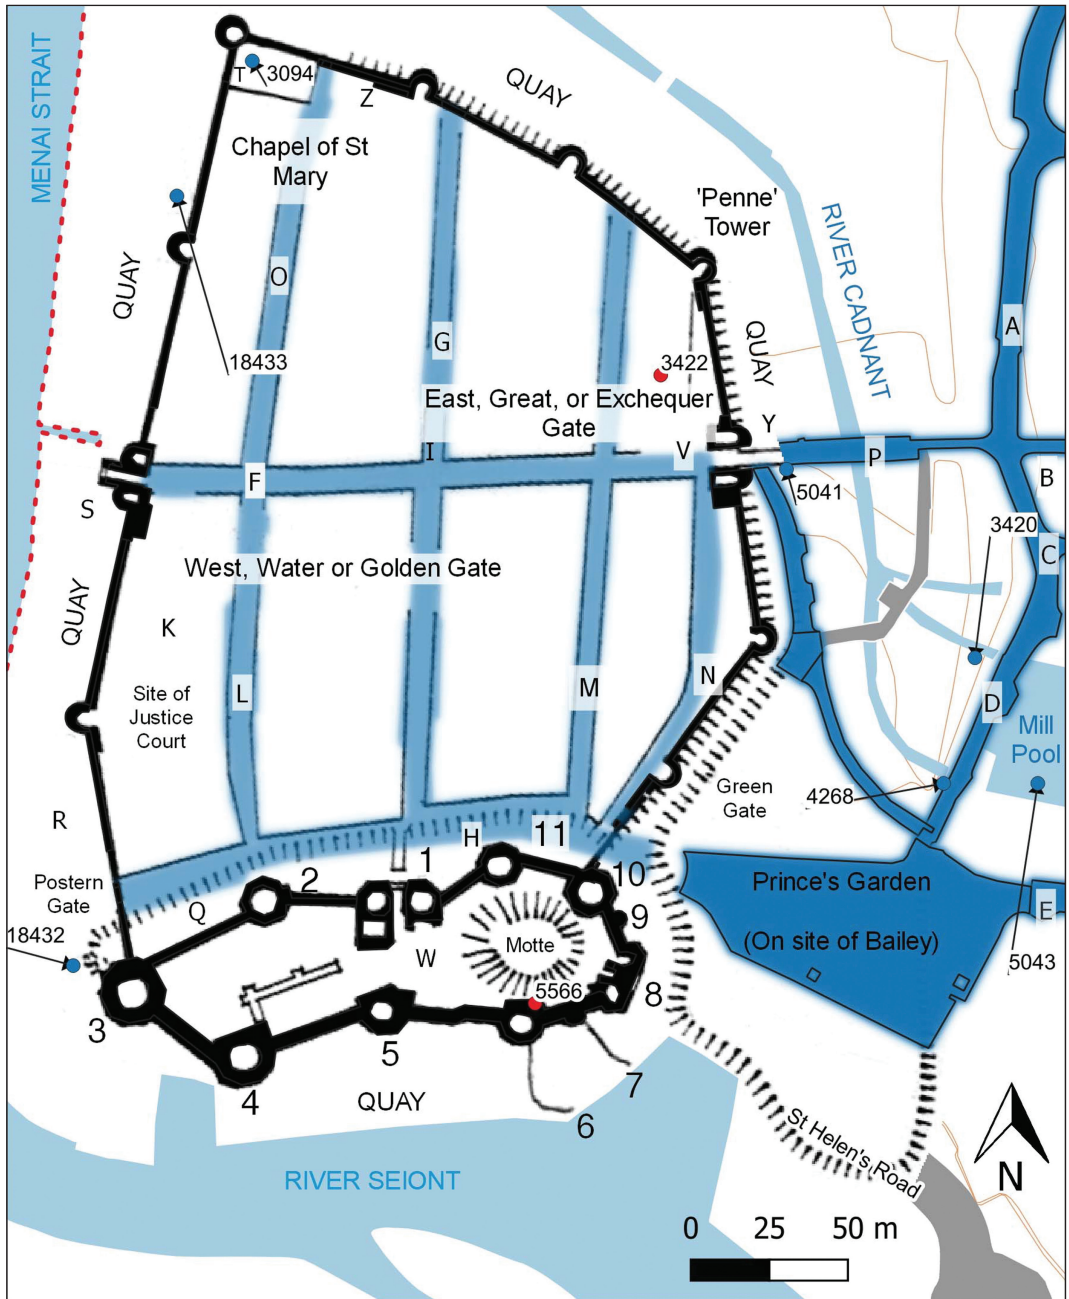 MENAI STRAIT
T
3094
Z
QUAY
Chapel of St
Mary
'Penne'
Tower
RIVER CADNANT
O
QUAY
G
QUAY
A
18433
3422
East, Great, or Exchequer
Gate
Y
I
V
P
F
B
S
5041
3420
C
West, Water or Golden Gate
QUAY
K
L
M
N
D
Site of
Justice
Court
Mill
Pool
Green
Gate
4268
R
H
11
1
Postern
Gate
2
10
Prince's Garden
Q
9
E
18432
W
Motte
(On site of Bailey)
5043
5566
8
3
5
7
4
QUAY
6
St Helen's Road
RIVER SEIONT
N
0 25 50 m